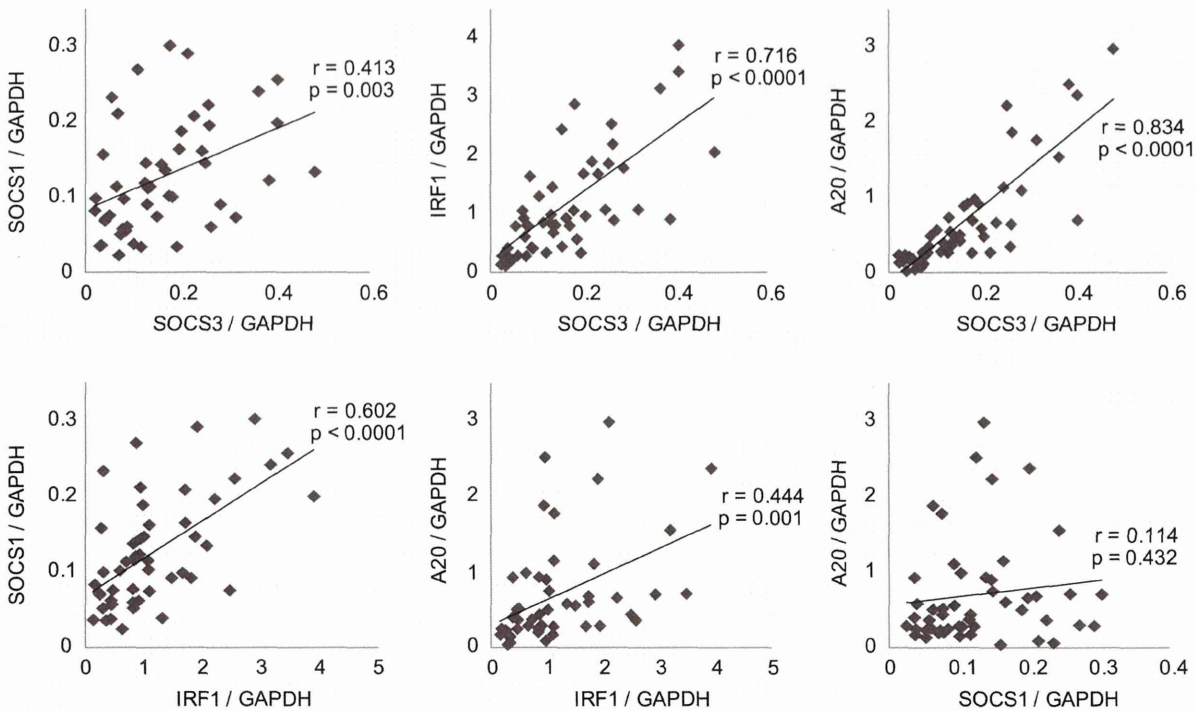 SOCS1 / GAPDH
0.3
0.2
0.1
0
0
0.2
0.4
0.6
SOCS3 / GAPDH
r = 0.413
p = 0.003
IRF1 / GAPDH
4
3
2
1
0
0
0.2
0.4
0.6
SOCS3 / GAPDH
r = 0.716
p < 0.0001
A20 / GAPDH
3
2
1
0
0
0.2
0.4
0.6
SOCS3 / GAPDH
r = 0.834
p < 0.0001
SOCS1 / GAPDH
0.3
0.2
0.1
0
0
1
2
3
4
5
IRF1 / GAPDH
r = 0.602
p < 0.0001
A20 / GAPDH
3
2
1
0
0
1
2
3
4
5
IRF1 / GAPDH
r = 0.444
p = 0.001
A20 / GAPDH
3
2
1
0
0
0.1
0.2
0.3
0.4
SOCS1 / GAPDH
r = 0.114
p = 0.432